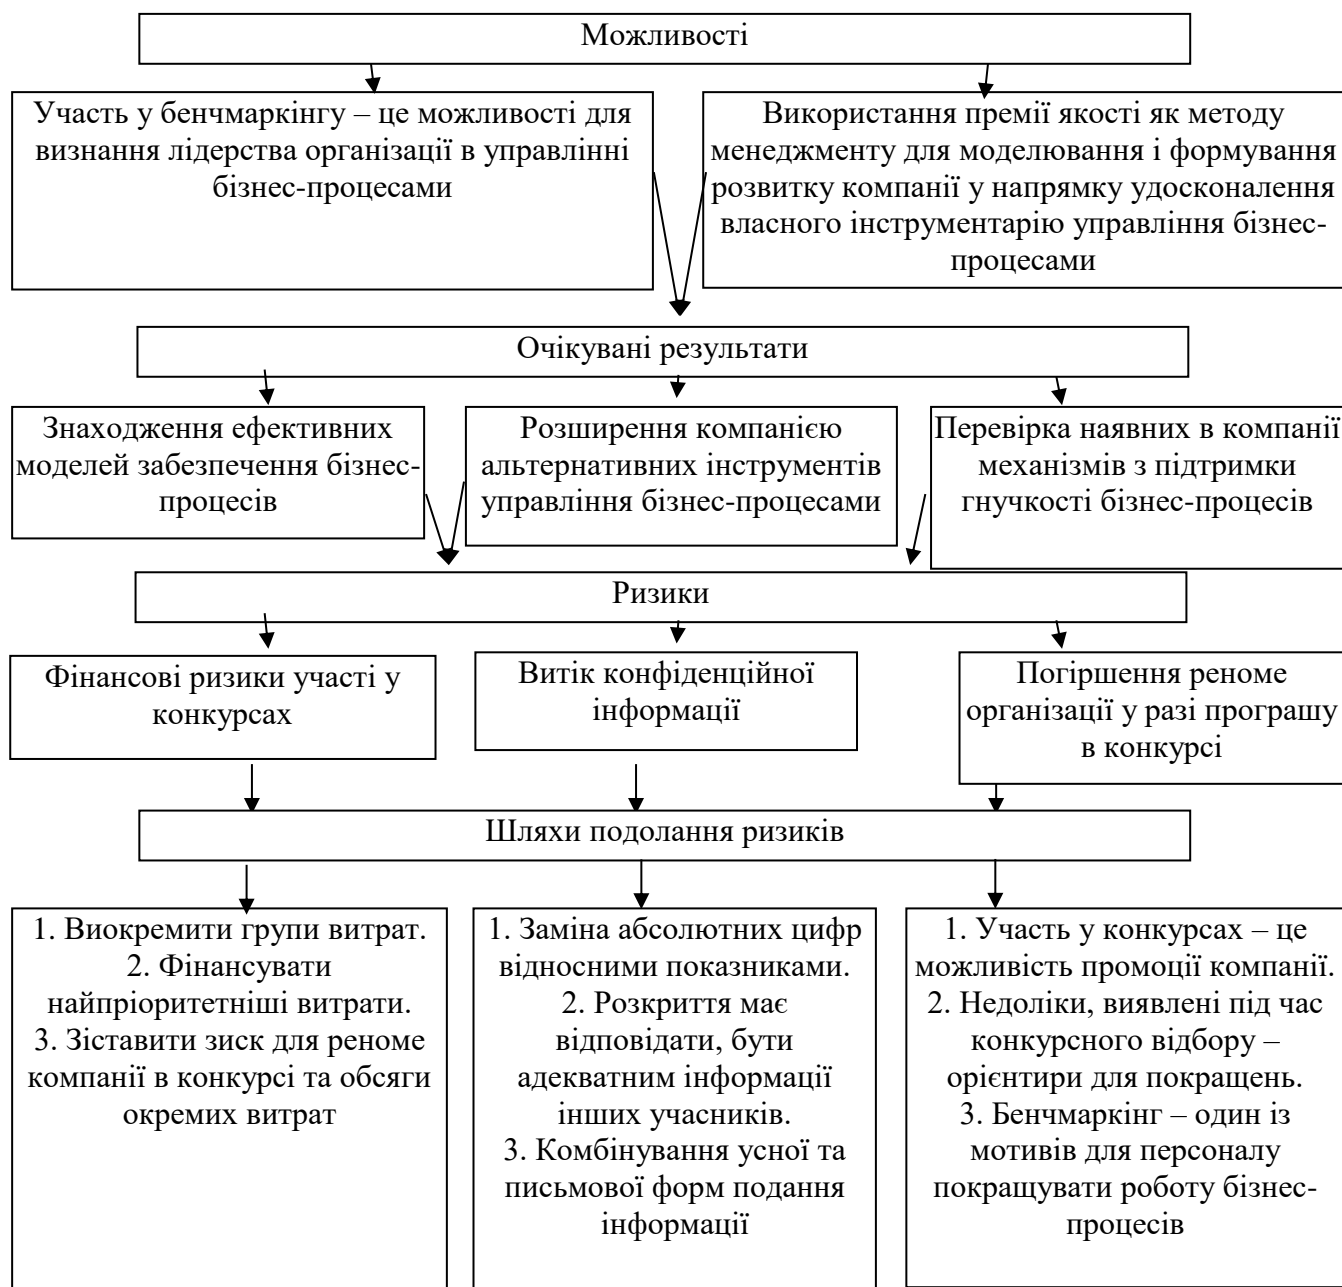 Можливості
Участь у бенчмаркінгу – це можливості для
визнання лідерства організації в управлінні
бізнес-процесами
Використання премії якості як методу
менеджменту для моделювання і формування
розвитку компанії у напрямку удосконалення
власного інструментарію управління бізнес-
процесами
Очікувані результати
Знаходження ефективних
моделей забезпечення бізнес-
процесів
Розширення компанією
альтернативних інструментів
управління бізнес-процесами
Перевірка наявних в компанії
механізмів з підтримки
гнучкості бізнес-процесів
Ризики
Фінансові ризики участі у
конкурсах
Витік конфіденційної
інформації
Погіршення реноме
організації у разі програшу
в конкурсі
Шляхи подолання ризиків
1. Виокремити групи витрат.
2. Фінансувати
найпріоритетніші витрати.
3. Зіставити зиск для реноме
компанії в конкурсі та обсяги
окремих витрат
1. Заміна абсолютних цифр
відносними показниками.
2. Розкриття має
відповідати, бути
адекватним інформації
інших учасників.
3. Комбінування усної та
письмової форм подання
інформації
1. Участь у конкурсах – це
можливість промоції компанії.
2. Недоліки, виявлені під час
конкурсного відбору –
орієнтири для покращень.
3. Бенчмаркінг – один із
мотивів для персоналу
покращувати роботу бізнес-
процесів